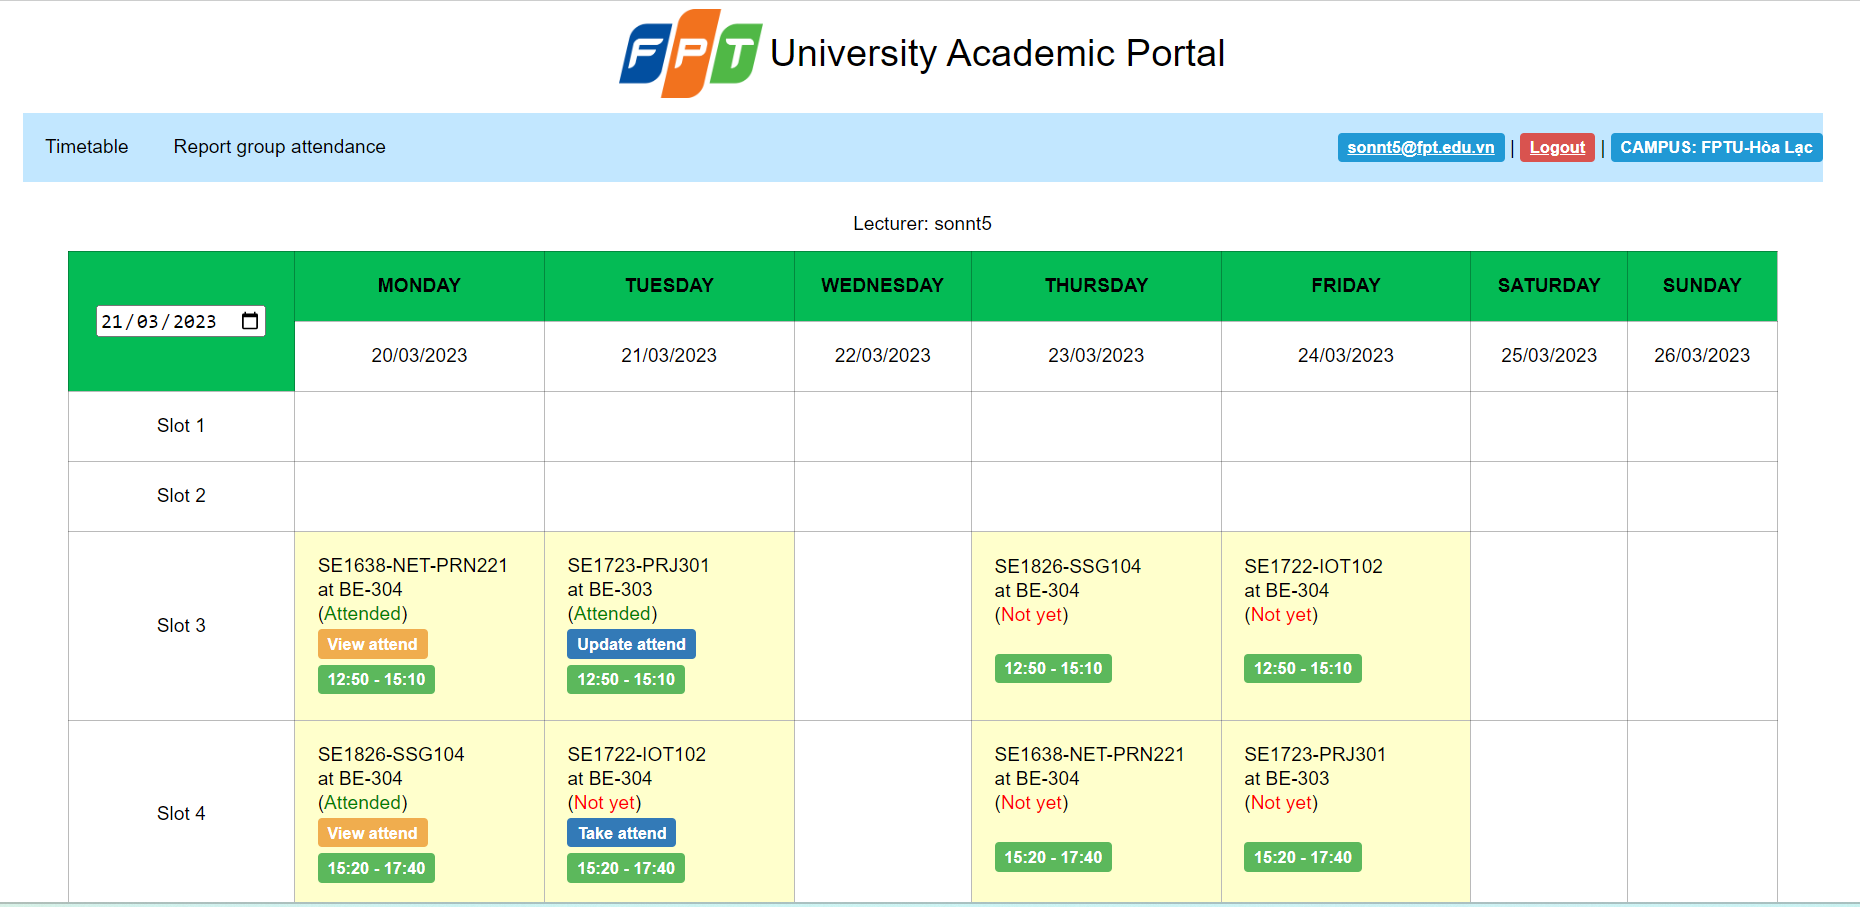 FPT University Academic Portal
Timetable Report group attendance sonnt5@fpt.edu.vn | Logout | CAMPUS: FPTU-Hòa Lạc
Lecturer: sonnt5
21/03/2023
MONDAY TUESDAY WEDNESDAY THURSDAY FRIDAY SATURDAY SUNDAY
20/03/2023 21/03/2023 22/03/2023 23/03/2023 24/03/2023 25/03/2023 26/03/2023
Slot 1
Slot 2
Slot 3
SE1638-NET-PRN221
at BE-304
(Attended)
View attend
12:50 - 15:10
SE1723-PRJ301
at BE-303
(Attended)
Update attend
12:50 - 15:10
SE1826-SSG104
at BE-304
(Not yet)
12:50 - 15:10
SE1722-IOT102
at BE-304
(Not yet)
12:50 - 15:10
Slot 4
SE1826-SSG104
at BE-304
(Attended)
View attend
15:20 - 17:40
SE1722-IOT102
at BE-304
(Not yet)
Take attend
15:20 - 17:40
SE1638-NET-PRN221
at BE-304
(Not yet)
15:20 - 17:40
SE1723-PRJ301
at BE-303
(Not yet)
15:20 - 17:40